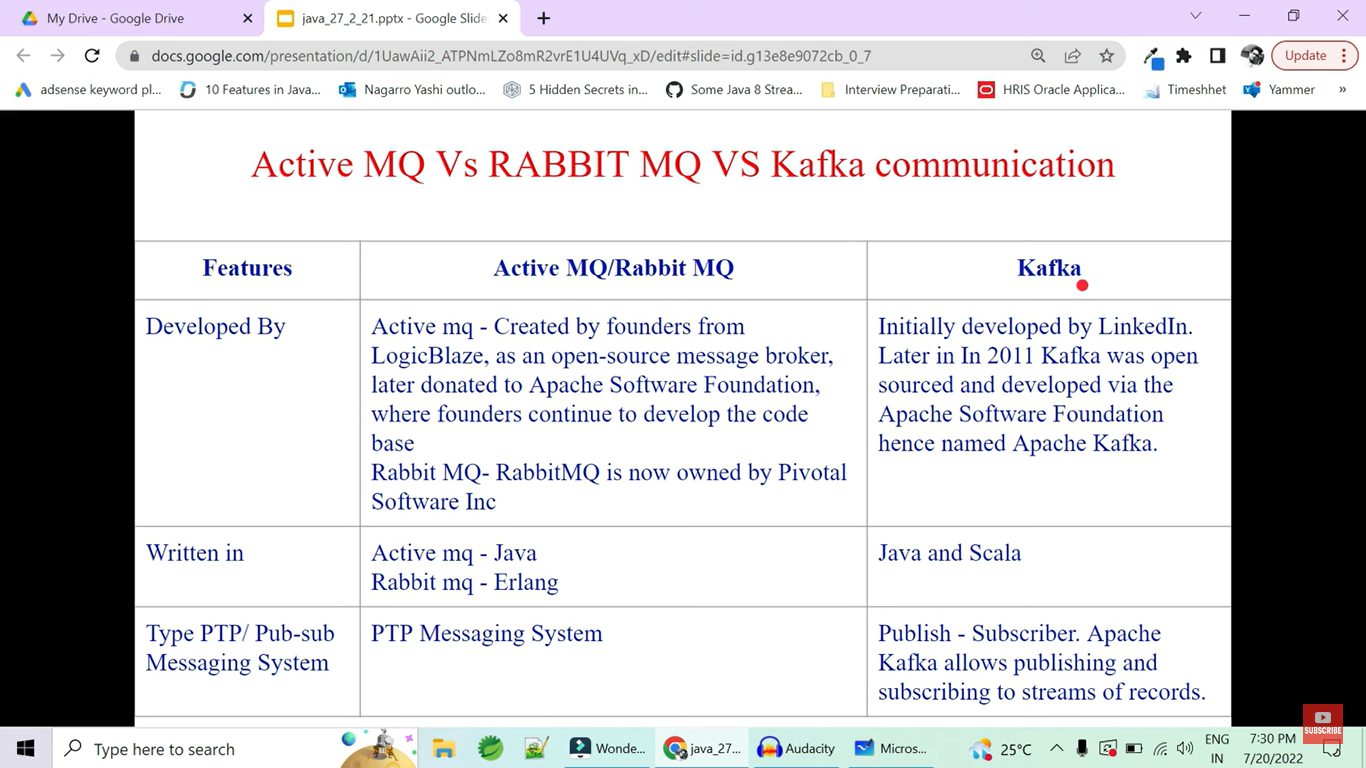 My Drive - Google Drive
java_27_2_21.pptx - Google Slide
docs.google.com/presentation/d/1UawAii2_ATPNmLZo8mR2vrE1U4UVq_xD/edit#slide=id.g13e8e9072cb_0_7
Update
adsense keyword pl...
10 Features in Java...
Nagarro Yashi outlo...
5 Hidden Secrets in...
Some Java 8 Strea...
Interview Preparati...
HRIS Oracle Applica...
Timeshhet
Yammer
»
Active MQ Vs RABBIT MQ VS Kafka communication
Features
Active MQ/Rabbit MQ
Kafka
Developed By
Active mq - Created by founders from
LogicBlaze, as an open-source message broker,
later donated to Apache Software Foundation,
where founders continue to develop the code
base
Rabbit MQ- RabbitMQ is now owned by Pivotal
Software Inc
Initially developed by LinkedIn.
Later in In 2011 Kafka was open
sourced and developed via the
Apache Software Foundation
hence named Apache Kafka.
Written in
Active mq - Java
Rabbit mq - Erlang
Java and Scala
Type PTP/ Pub-sub
Messaging System
PTP Messaging System
Publish - Subscriber. Apache
Kafka allows publishing and
subscribing to streams of records.
SUBSCRIBE
Type here to search
Wonde...
java_27...
Audacity
Micros...
25°C
ENG
IN
7:30 PM
7/20/2022